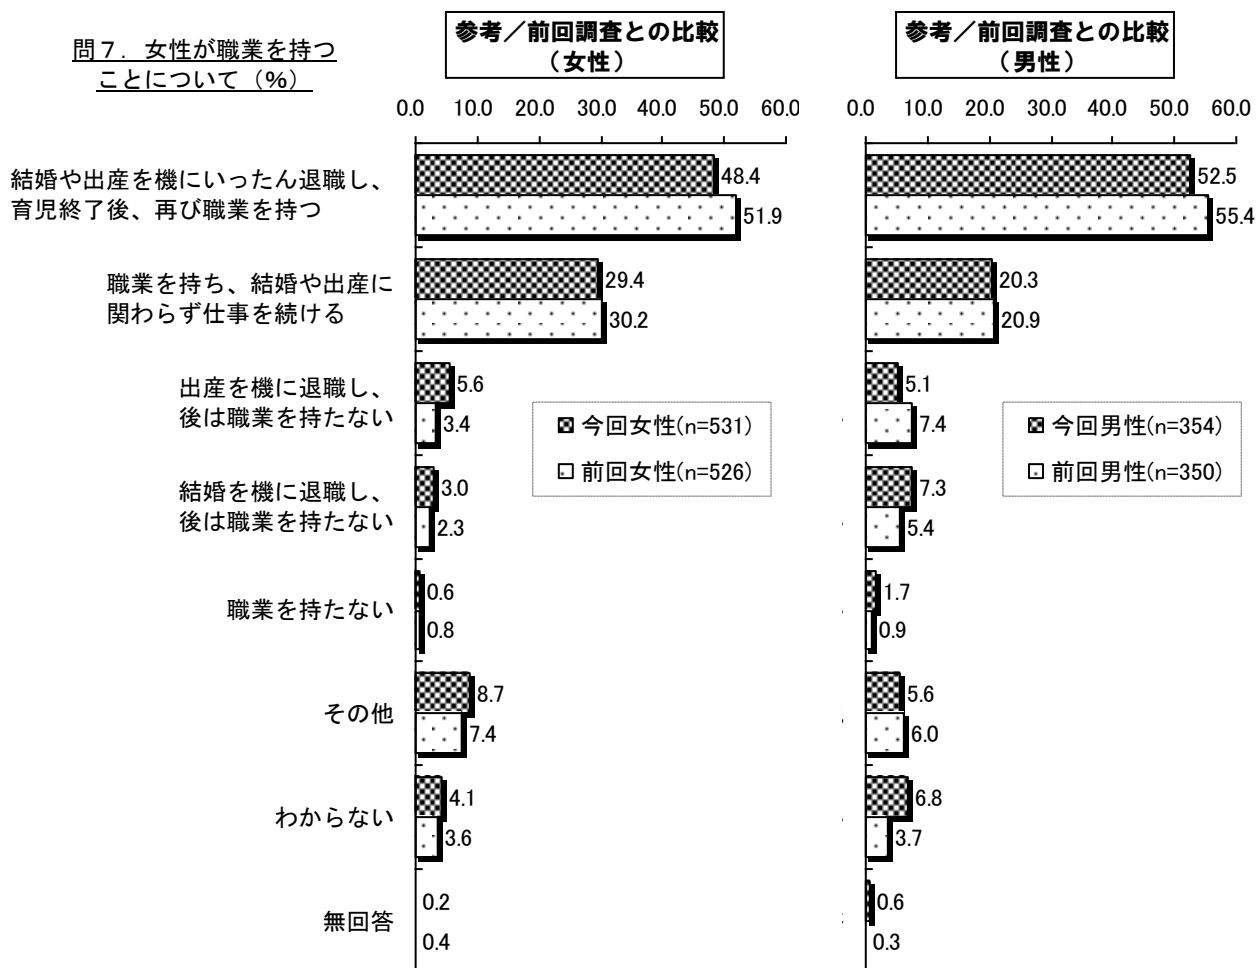 問７．女性が職業を持つ
ことについて（%）
参考／前回調査との比較
（女性）
参考／前回調査との比較
（男性）
0.0 10.0 20.0 30.0 40.0 50.0 60.0
0.0 10.0 20.0 30.0 40.0 50.0 60.0
結婚や出産を機にいったん退職し、
育児終了後、再び職業を持つ
48.4
51.9
52.5
55.4
職業を持ち、結婚や出産に
関わらず仕事を続ける
29.4
30.2
20.3
20.9
出産を機に退職し、
後は職業を持たない
5.6
3.4
5.1
7.4
今回女性(n=531)
前回女性(n=526)
今回男性(n=354)
前回男性(n=350)
結婚を機に退職し、
後は職業を持たない
3.0
2.3
7.3
5.4
職業を持たない
0.6
0.8
1.7
0.9
その他
8.7
7.4
5.6
6.0
わからない
4.1
3.6
6.8
3.7
無回答
0.2
0.4
0.6
0.3